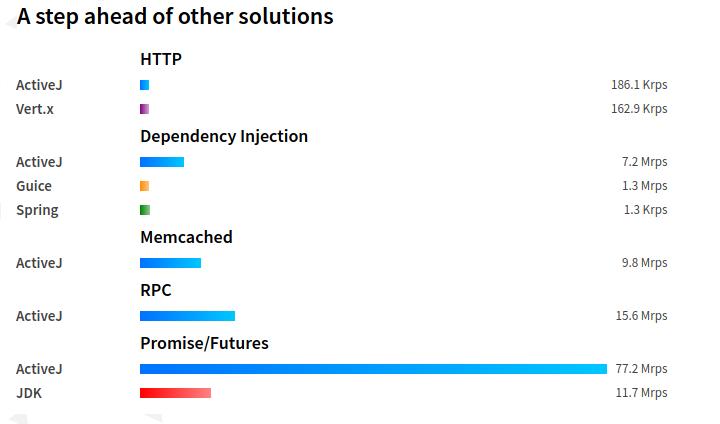 A step ahead of other solutions
HTTP
ActiveJ 186.1 Krps
Vert.x 162.9 Krps
Dependency Injection
ActiveJ 7.2 Mrps
Guice 1.3 Mrps
Spring 1.3 Krps
Memcached
ActiveJ 9.8 Mrps
RPC
ActiveJ 15.6 Mrps
Promise/Futures
ActiveJ 77.2 Mrps
JDK 11.7 Mrps